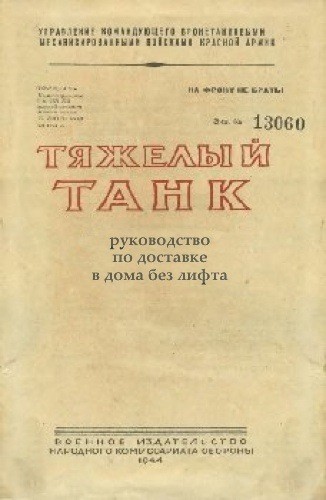 УПРАВЛЕНИЕ КОМАНДУЮЩЕГО БРОНЕТАНКОВЫМИ
МЕХАНИЗИРОВАННЫМИ ВОЙСКАМИ КРАСНОЙ АРМИИ
НА ФРОНТ НЕ БРАТЬ!
Экз. № 13060
ТЯЖЕЛЫЙ
ТАНК
руководство
по доставке
в дома без лифта
ВОЕННОЕ ИЗДАТЕЛЬСТВО
НАРОДНОГО КОМИССАРИАТА ОБОРОНЫ
1944